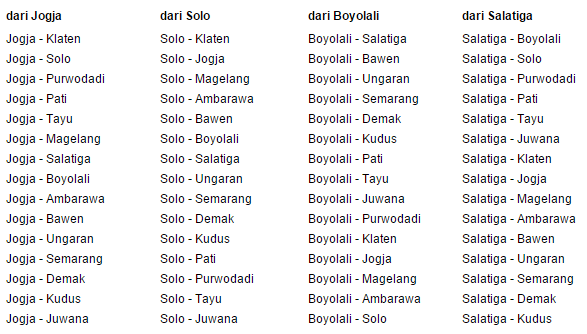 dari Jogja
Jogja - Klaten
Jogja - Solo
Jogja - Purwodadi
Jogja - Pati
Jogja - Tayu
Jogja - Magelang
Jogja - Salatiga
Jogja - Boyolali
Jogja - Ambarawa
Jogja - Bawen
Jogja - Ungaran
Jogja - Semarang
Jogja - Demak
Jogja - Kudus
Jogja - Juwana
dari Solo
Solo - Klaten
Solo - Jogja
Solo - Magelang
Solo - Ambarawa
Solo - Bawen
Solo - Boyolali
Solo - Salatiga
Solo - Ungaran
Solo - Semarang
Solo - Demak
Solo - Kudus
Solo - Pati
Solo - Purwodadi
Solo - Tayu
Solo - Juwana
dari Boyolali
Boyolali - Salatiga
Boyolali - Bawen
Boyolali - Ungaran
Boyolali - Semarang
Boyolali - Demak
Boyolali - Kudus
Boyolali - Pati
Boyolali - Tayu
Boyolali - Juwana
Boyolali - Purwodadi
Boyolali - Klaten
Boyolali - Jogja
Boyolali - Magelang
Boyolali - Ambarawa
Boyolali - Solo
dari Salatiga
Salatiga - Boyolali
Salatiga - Solo
Salatiga - Purwodadi
Salatiga - Pati
Salatiga - Tayu
Salatiga - Juwana
Salatiga - Klaten
Salatiga - Jogja
Salatiga - Magelang
Salatiga - Ambarawa
Salatiga - Bawen
Salatiga - Ungaran
Salatiga - Semarang
Salatiga - Demak
Salatiga - Kudus